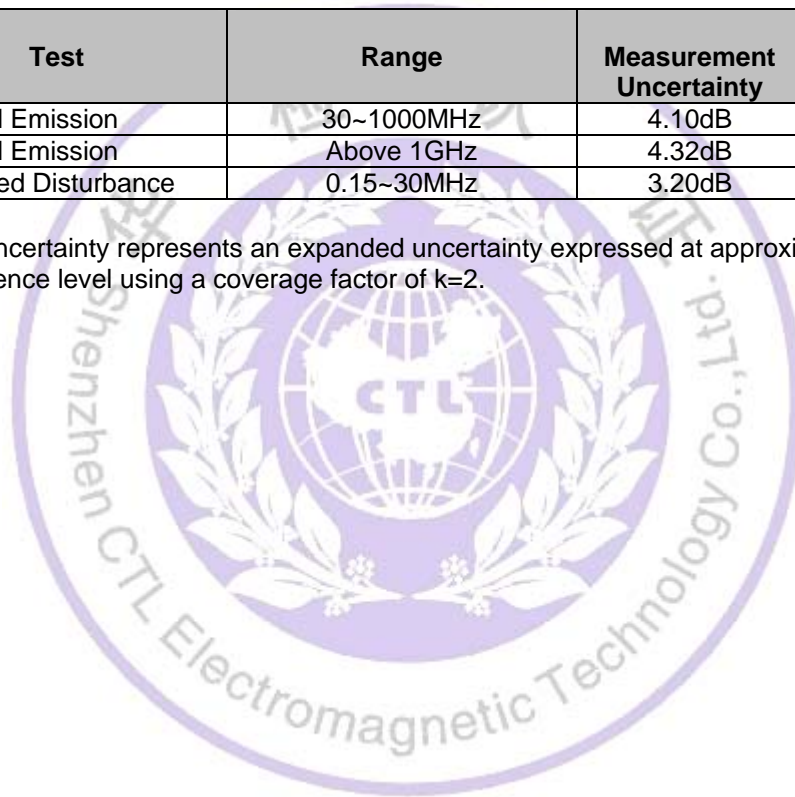 Test Range Measurement
Uncertainty
Emission 30~1000MHz 4.10dB
Emission Above 1GHz 4.32dB
ed Disturbance 0.15~30MHz 3.20dB
ncertainty represents an expanded uncertainty expressed at approxi
ence level using a coverage factor of k=2.
CTL
Shenzhen CTL Electromagnetic Technology Co.,Ltd.